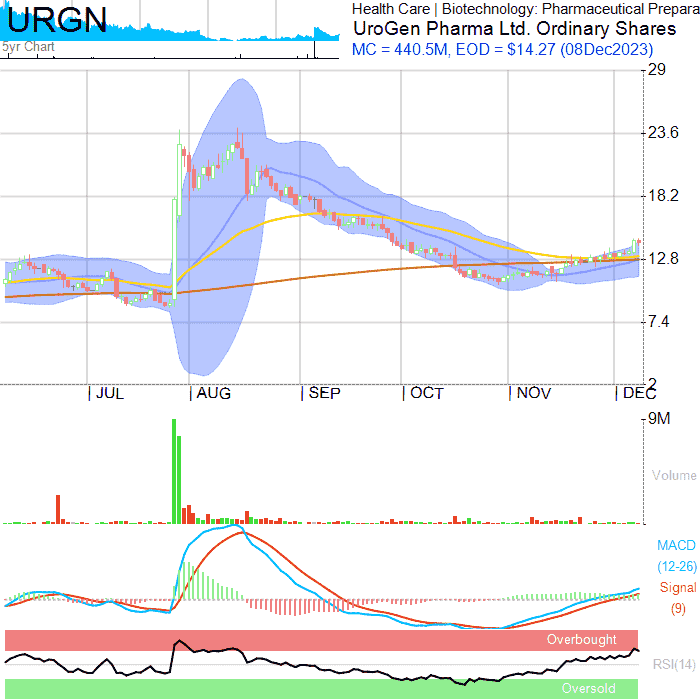 URGN
5yr Chart
Health Care | Biotechnology: Pharmaceutical Prepara
UroGen Pharma Ltd. Ordinary Shares
MC = 440.5M, EOD = $14.27 (08Dec2023)
29
23.6
18.2
12.8
7.4
2
JUL AUG SEP OCT NOV DEC
9M
Volume
MACD
(12-26)
Signal
(9)
Overbought
RSI(14)
Oversold